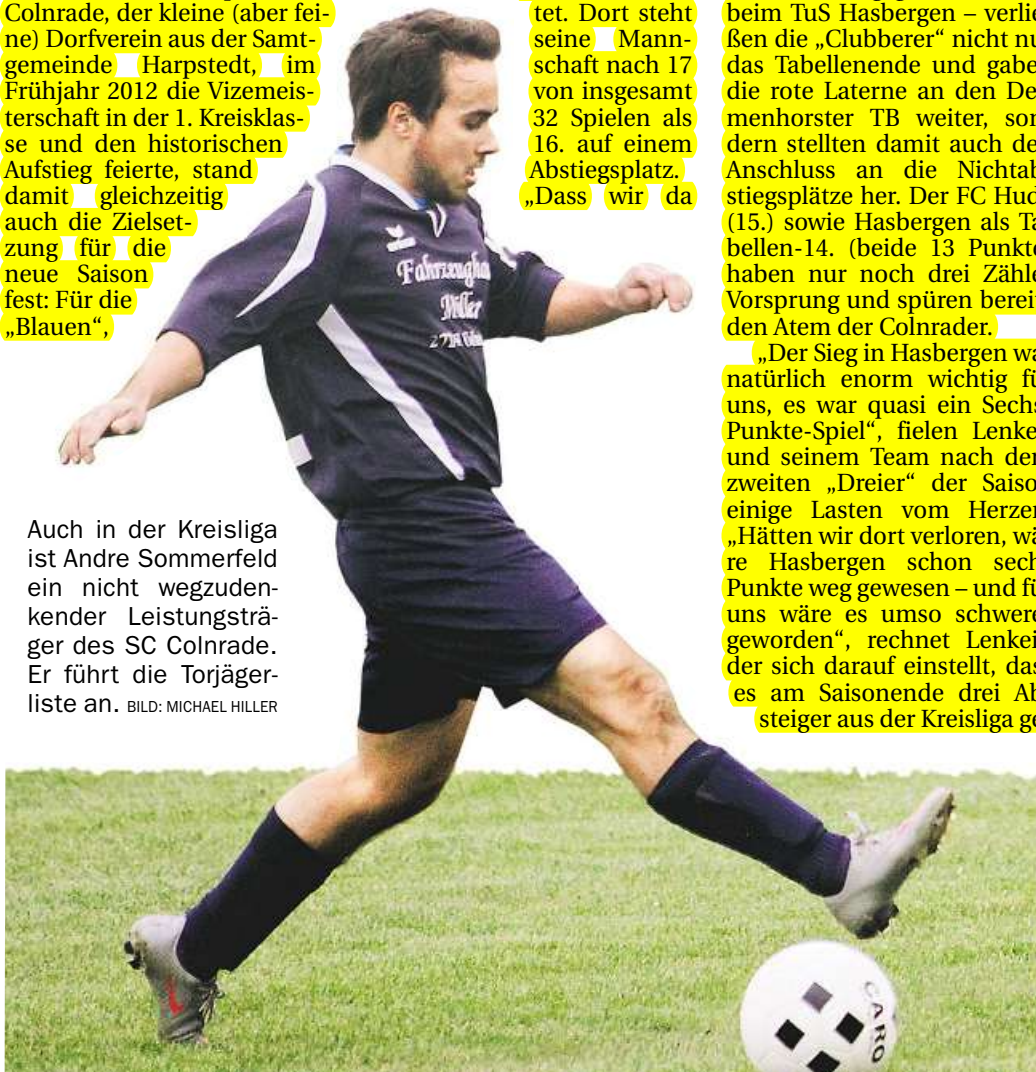 Colnrade, der kleine (aber fei-
ne) Dorfverein aus der Samt-
gemeinde Harpstedt, im
Frühjahr 2012 die Vizemeis-
terschaft in der 1. Kreisklas-
se und den historischen
Aufstieg feierte, stand
damit gleichzeitig
auch die Zielset-
zung für die
neue Saison
fest: Für die
„Blauen“,
tet. Dort steht
seine Mann-
schaft nach 17
von insgesamt
32 Spielen als
16. auf einem
Abstiegsplatz.
„Dass wir da
beim TuS Hasbergen – verlie
ßen die „Clubberer“ nicht nu
das Tabellenende und gabe
die rote Laterne an den De
menhorster TB weiter, son
dern stellten damit auch de
Anschluss an die Nichtab
stiegsplätze her. Der FC Hud
(15.) sowie Hasbergen als Ta
bellen-14. (beide 13 Punkte
haben nur noch drei Zähle
Vorsprung und spüren berei
den Atem der Colnrader.
„Der Sieg in Hasbergen wa
natürlich enorm wichtig fü
uns, es war quasi ein Sechs
Punkte-Spiel“, fielen Lenke
und seinem Team nach de
zweiten „Dreier“ der Saiso
einige Lasten vom Herze
„Hätten wir dort verloren, wä
re Hasbergen schon sech
Punkte weg gewesen – und fü
uns wäre es umso schwere
geworden“, rechnet Lenkei
der sich darauf einstellt, das
es am Saisonende drei Ab
steiger aus der Kreisliga ge
Fahrzeughau
Müller
Auch in der Kreisliga
ist Andre Sommerfeld
ein nicht wegzuden-
kender Leistungsträ-
ger des SC Colnrade.
Er führt die Torjäger-
liste an. BILD: MICHAEL HILLER
CARO